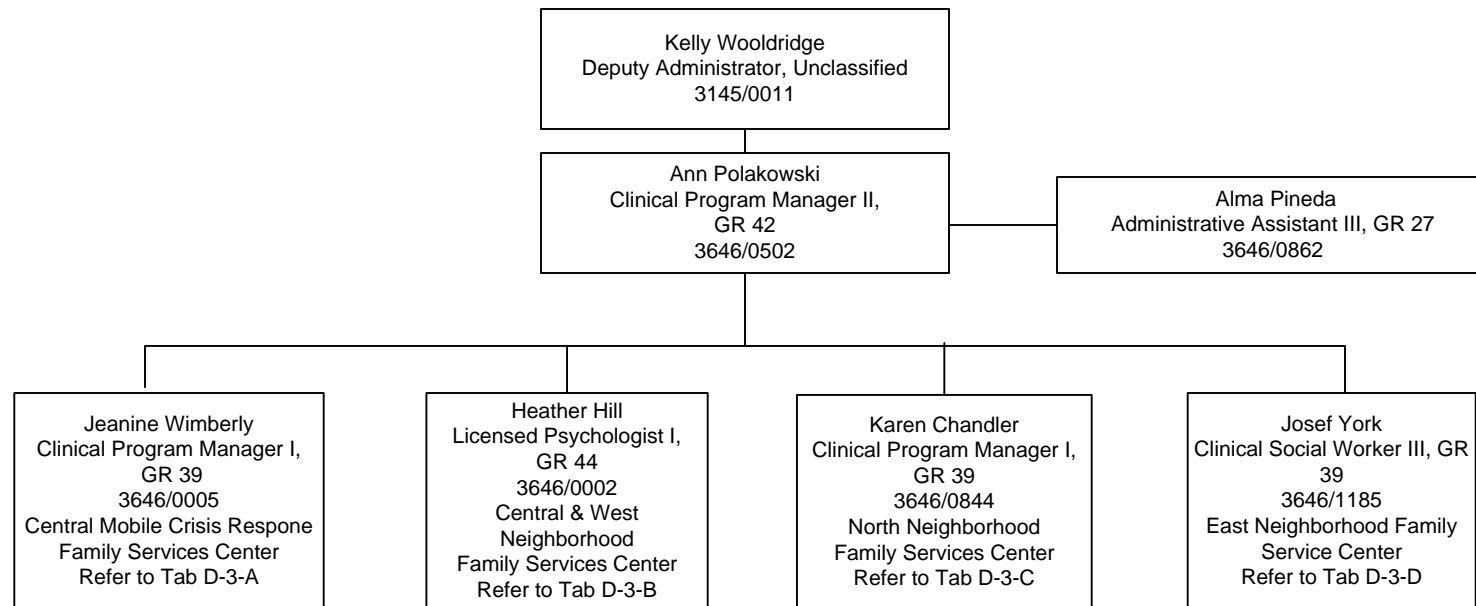 Kelly Wooldridge
Deputy Administrator, Unclassified
3145/0011
Ann Polakowski
Clinical Program Manager II,
GR 42
3646/0502
Alma Pineda
Administrative Assistant III, GR 27
3646/0862
Jeanine Wimberly
Clinical Program Manager I,
GR 39
3646/0005
Central Mobile Crisis Respone
Family Services Center
Refer to Tab D-3-A
Heather Hill
Licensed Psychologist I,
GR 44
3646/0002
Central & West
Neighborhood
Family Services Center
Refer to Tab D-3-B
Karen Chandler
Clinical Program Manager I,
GR 39
3646/0844
North Neighborhood
Family Services Center
Refer to Tab D-3-C
Josef York
Clinical Social Worker III, GR
39
3646/1185
East Neighborhood Family
Service Center
Refer to Tab D-3-D